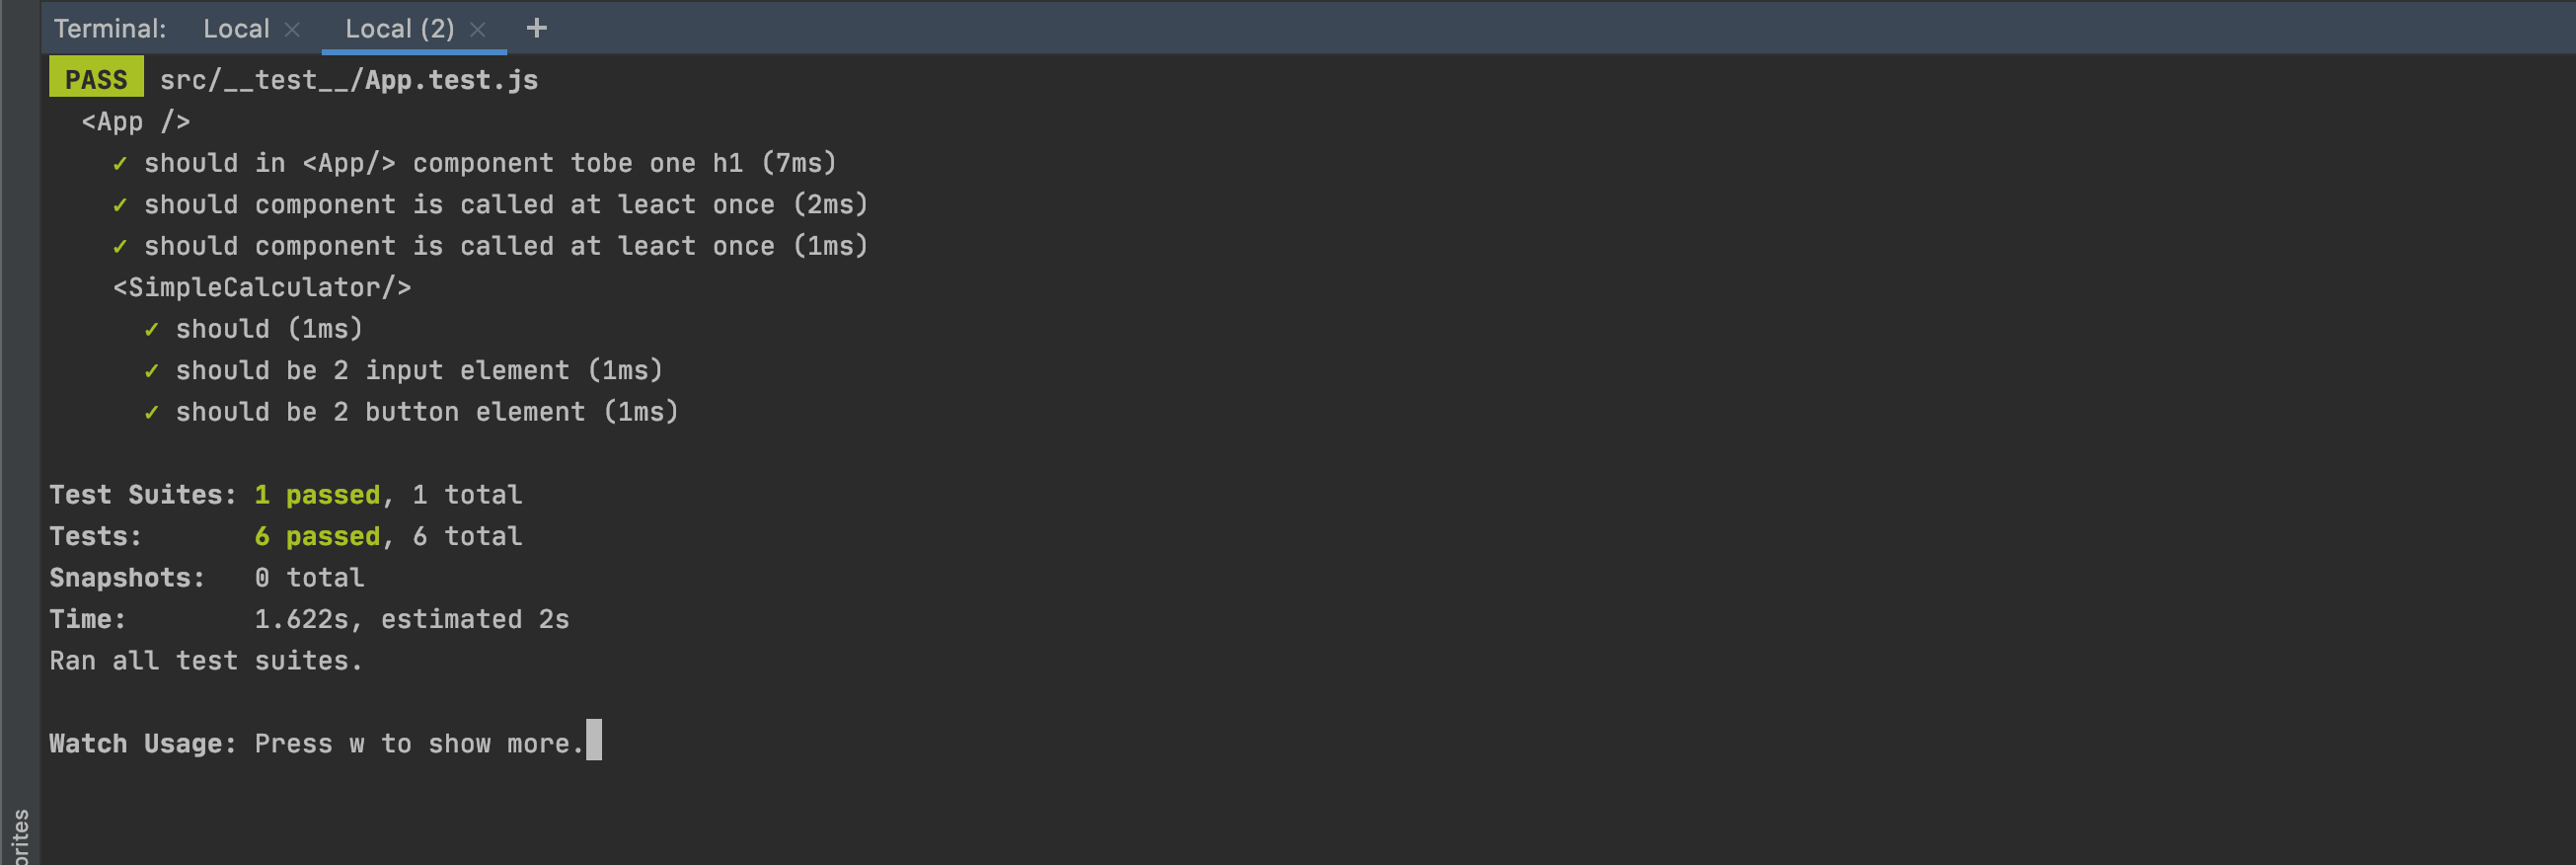 Terminal: Local × Local (2) × +
PASS src/__test__/App.test.js
<App />
✓ should in <App/> component tobe one h1 (7ms)
✓ should component is called at leact once (2ms)
✓ should component is called at leact once (1ms)
<SimpleCalculator/>
✓ should (1ms)
✓ should be 2 input element (1ms)
✓ should be 2 button element (1ms)
Test Suites: 1 passed, 1 total
Tests: 6 passed, 6 total
Snapshots: 0 total
Time: 1.622s, estimated 2s
Ran all test suites.
Watch Usage: Press w to show more.